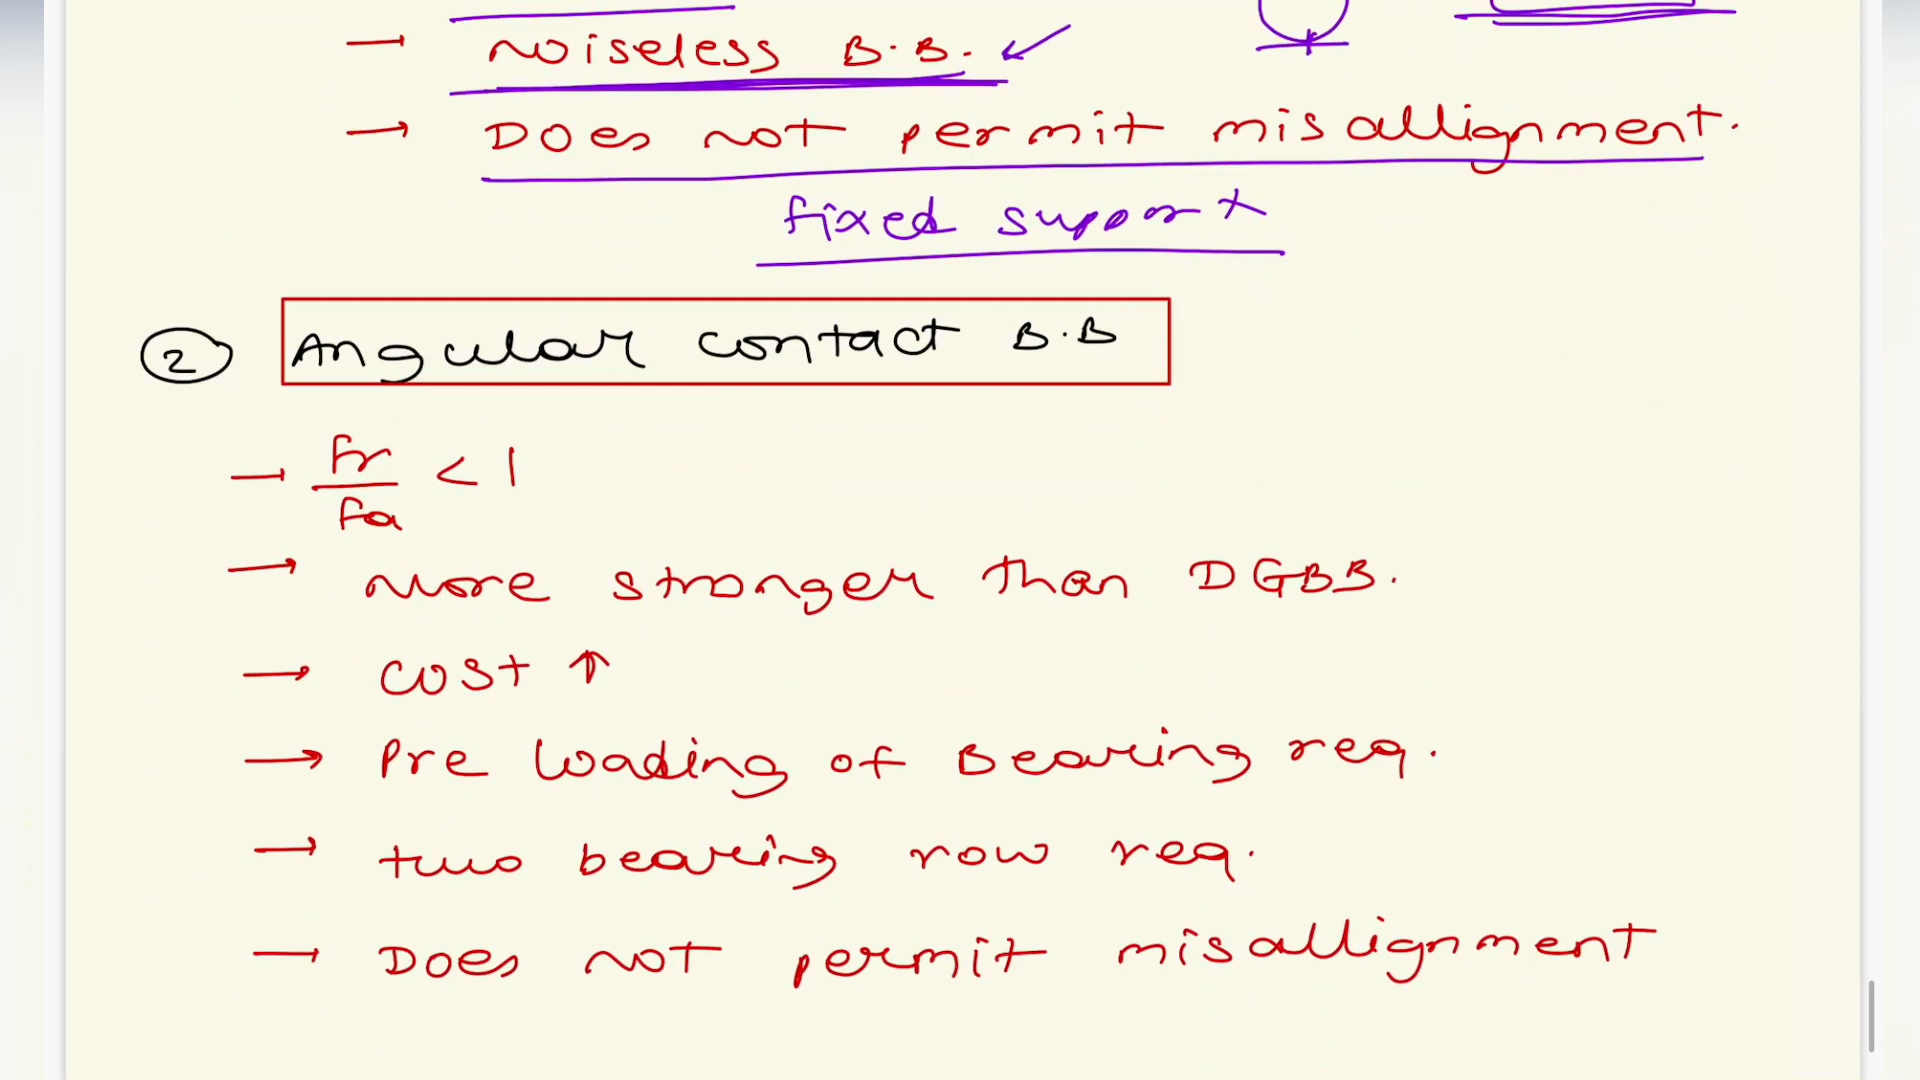 → Noiseless B.B.
→ Does not permit misallignment.
fixed support
② Angular contact B.B
→ Fr/Fa < 1
→ More stronger than DGBB.
→ cost ↑
→ Pre loading of Bearing req.
→ two bearing row req.
→ Does not permit misallignment